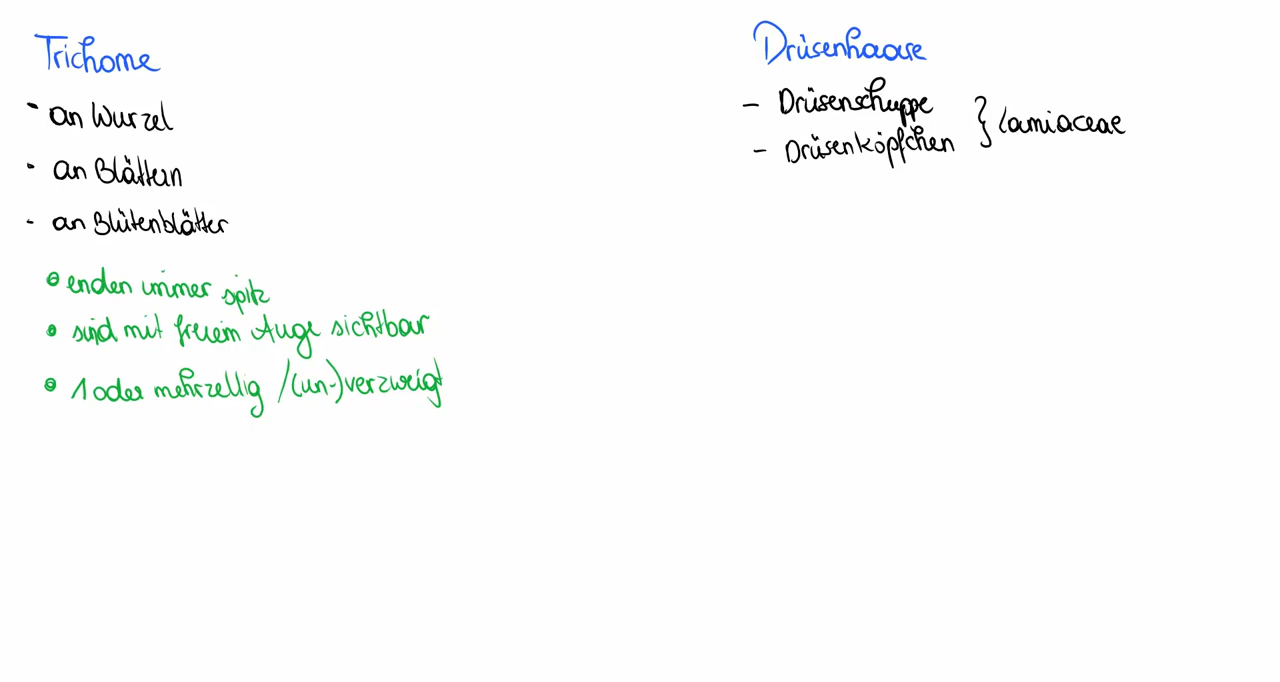 Trichome
- an Wurzel
- an Blättern
- an Blütenblätter
• enden immer spitz
• sind mit freiem Auge sichtbar
• 1 oder mehrzellig / (un-)verzweigt
Drüsenhaare
- Drüsenschuppe
- Drüsenköpfchen } Lamiaceae